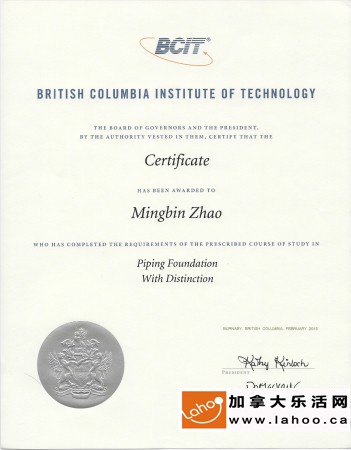 BCIT
BRITISH COLUMBIA INSTITUTE OF TECHNOLOGY
THE BOARD OF GOVERNORS AND THE PRESIDENT,
BY THE AUTHORITY VESTED IN THEM, CERTIFY THAT THE
Certificate
HAS BEEN AWARDED TO
Mingbin Zhao
WHO HAS COMPLETED THE REQUIREMENTS OF THE PRESCRIBED COURSE OF STUDY IN
Piping Foundation
With Distinction
BURNABY, BRITISH COLUMBIA, FEBRUARY
Kathy Kinloch
PRESIDENT
Lahoo
加拿大乐活网
www.lahoo.ca